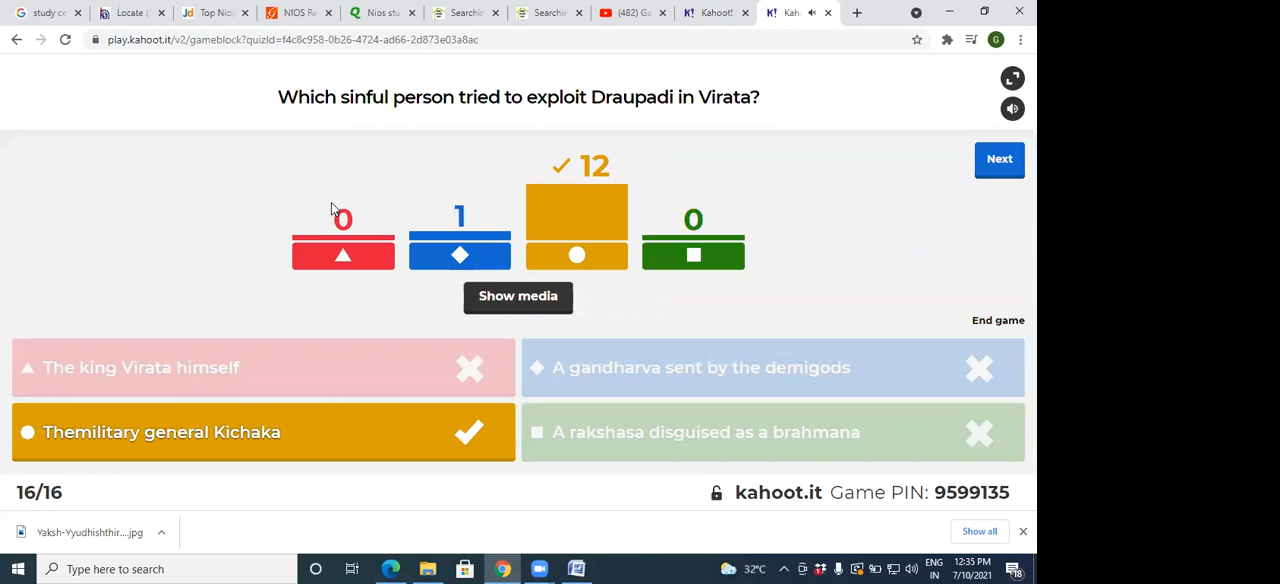 study ce
Locate (
Top Nio
NIOS Re
Nios stu
Searchin
Searchin
(482) Ga
Kahoot!
Kah
play.kahoot.it/v2/gameblock?quizId=f4c8c958-0b26-4724-ad66-2d873e03a8ac
G
Which sinful person tried to exploit Draupadi in Virata?
Next
0
1
12
0
Show media
End game
The king Virata himself
A gandharva sent by the demigods
Themilitary general Kichaka
A rakshasa disguised as a brahmana
16/16
kahoot.it Game PIN: 9599135
Yaksh-Yyudhishthir....jpg
Show all
Type here to search
32°C
ENG
IN
12:35 PM
7/10/2021
18